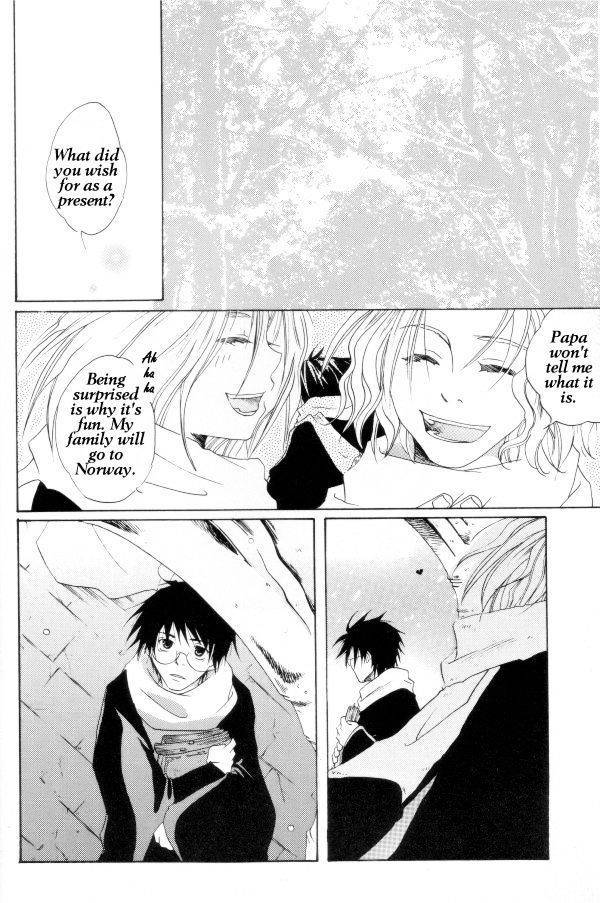 What did
you wish
for as a
present?
Papa
won't
tell me
what it
is.
Ah
ha
ha
Being
surprised
is why it's
fun. My
family will
go to
Norway.